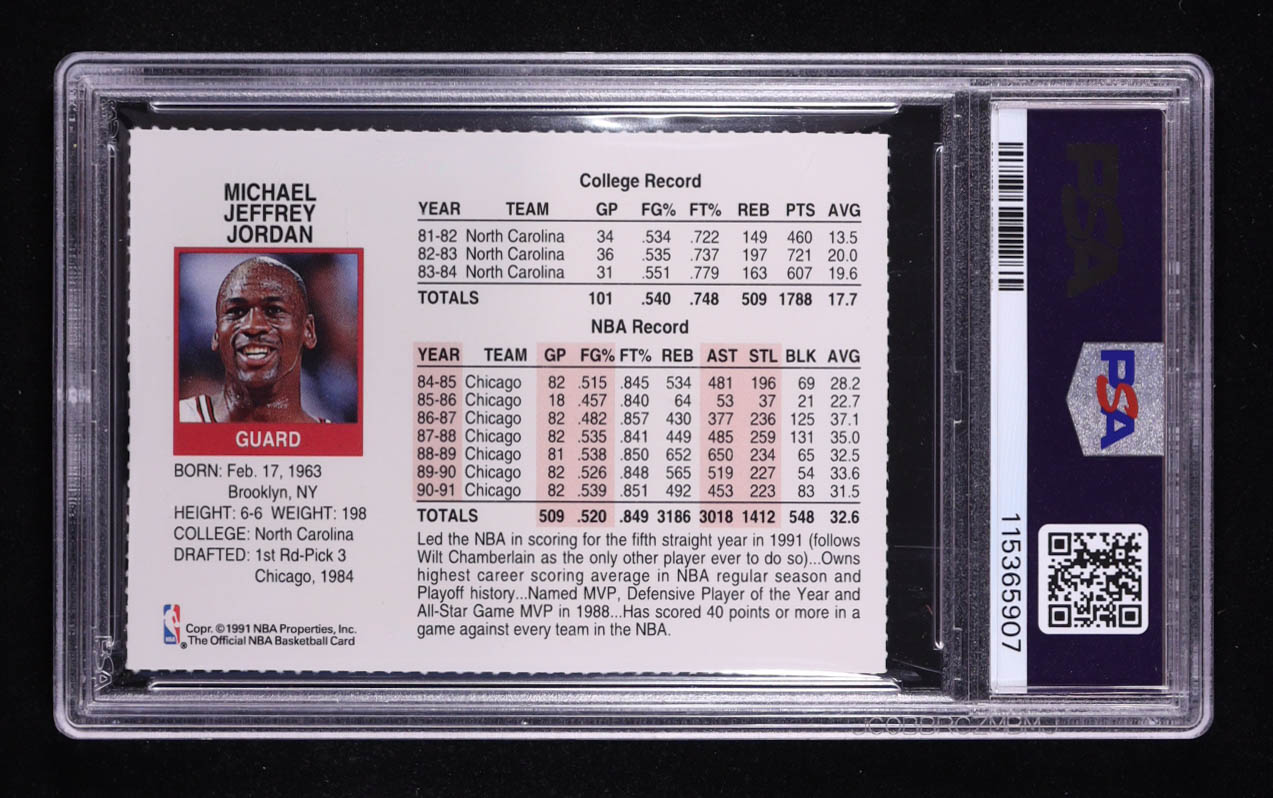 MICHAEL
JEFFREY
JORDAN
GUARD
BORN: Feb. 17, 1963
Brooklyn, NY
HEIGHT: 6-6 WEIGHT: 198
COLLEGE: North Carolina
DRAFTED: 1st Rd-Pick 3
Chicago, 1984
NBA
Copr. ©1991 NBA Properties, Inc.
®The Official NBA Basketball Card
College Record
YEAR TEAM GP FG% FT% REB PTS AVG
81-82 North Carolina 34 .534 .722 149 460 13.5
82-83 North Carolina 36 .535 .737 197 721 20.0
83-84 North Carolina 31 .551 .779 163 607 19.6
TOTALS 101 .540 .748 509 1788 17.7
NBA Record
YEAR TEAM GP FG% FT% REB AST STL BLK AVG
84-85 Chicago 82 .515 .845 534 481 196 69 28.2
85-86 Chicago 18 .457 .840 64 53 37 21 22.7
86-87 Chicago 82 .482 .857 430 377 236 125 37.1
87-88 Chicago 82 .535 .841 449 485 259 131 35.0
88-89 Chicago 81 .538 .850 652 650 234 65 32.5
89-90 Chicago 82 .526 .848 565 519 227 54 33.6
90-91 Chicago 82 .539 .851 492 453 223 83 31.5
TOTALS 509 .520 .849 3186 3018 1412 548 32.6
Led the NBA in scoring for the fifth straight year in 1991 (follows
Wilt Chamberlain as the only other player ever to do so)...Owns
highest career scoring average in NBA regular season and
Playoff history...Named MVP, Defensive Player of the Year and
All-Star Game MVP in 1988...Has scored 40 points or more in a
game against every team in the NBA.
PSA
PSA
115365907